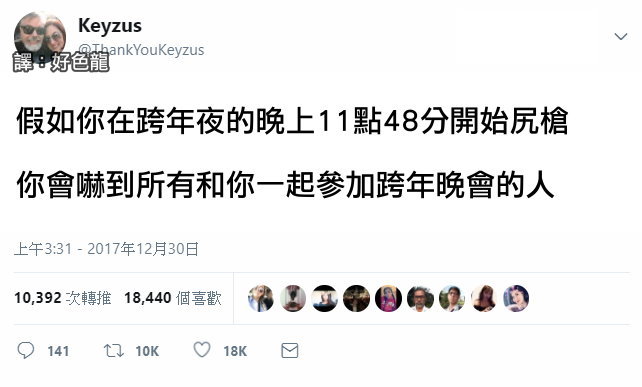 Keyzus
@ThankYouKeyzus
譯：好色龍
假如你在跨年夜的晚上11點48分開始尻槍
你會嚇到所有和你一起參加跨年晚會的人
上午3:31 - 2017年12月30日
10,392 次轉推 18,440 個喜歡
141 10K 18K